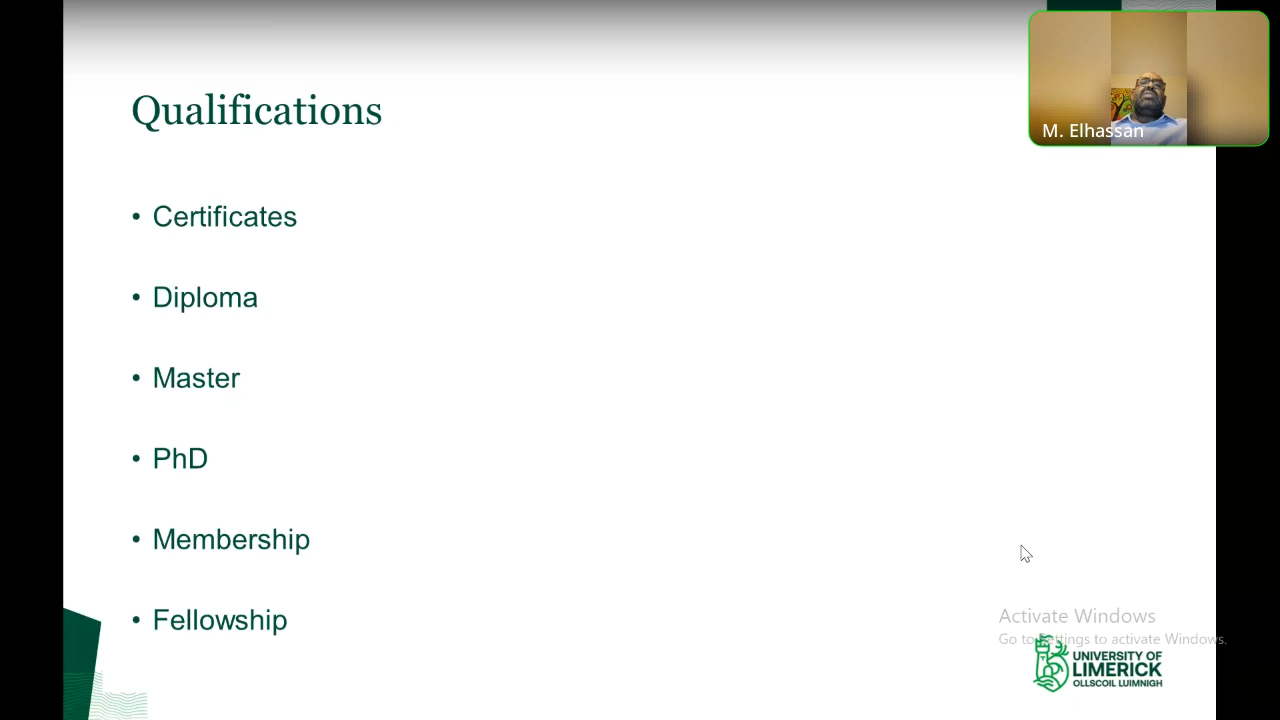 Qualifications
M. Elhassan
• Certificates
• Diploma
• Master
• PhD
• Membership
• Fellowship
Activate Windows
Go to Settings to activate Windows.
UNIVERSITY OF
LIMERICK
OLLSCOIL LUIMNIGH